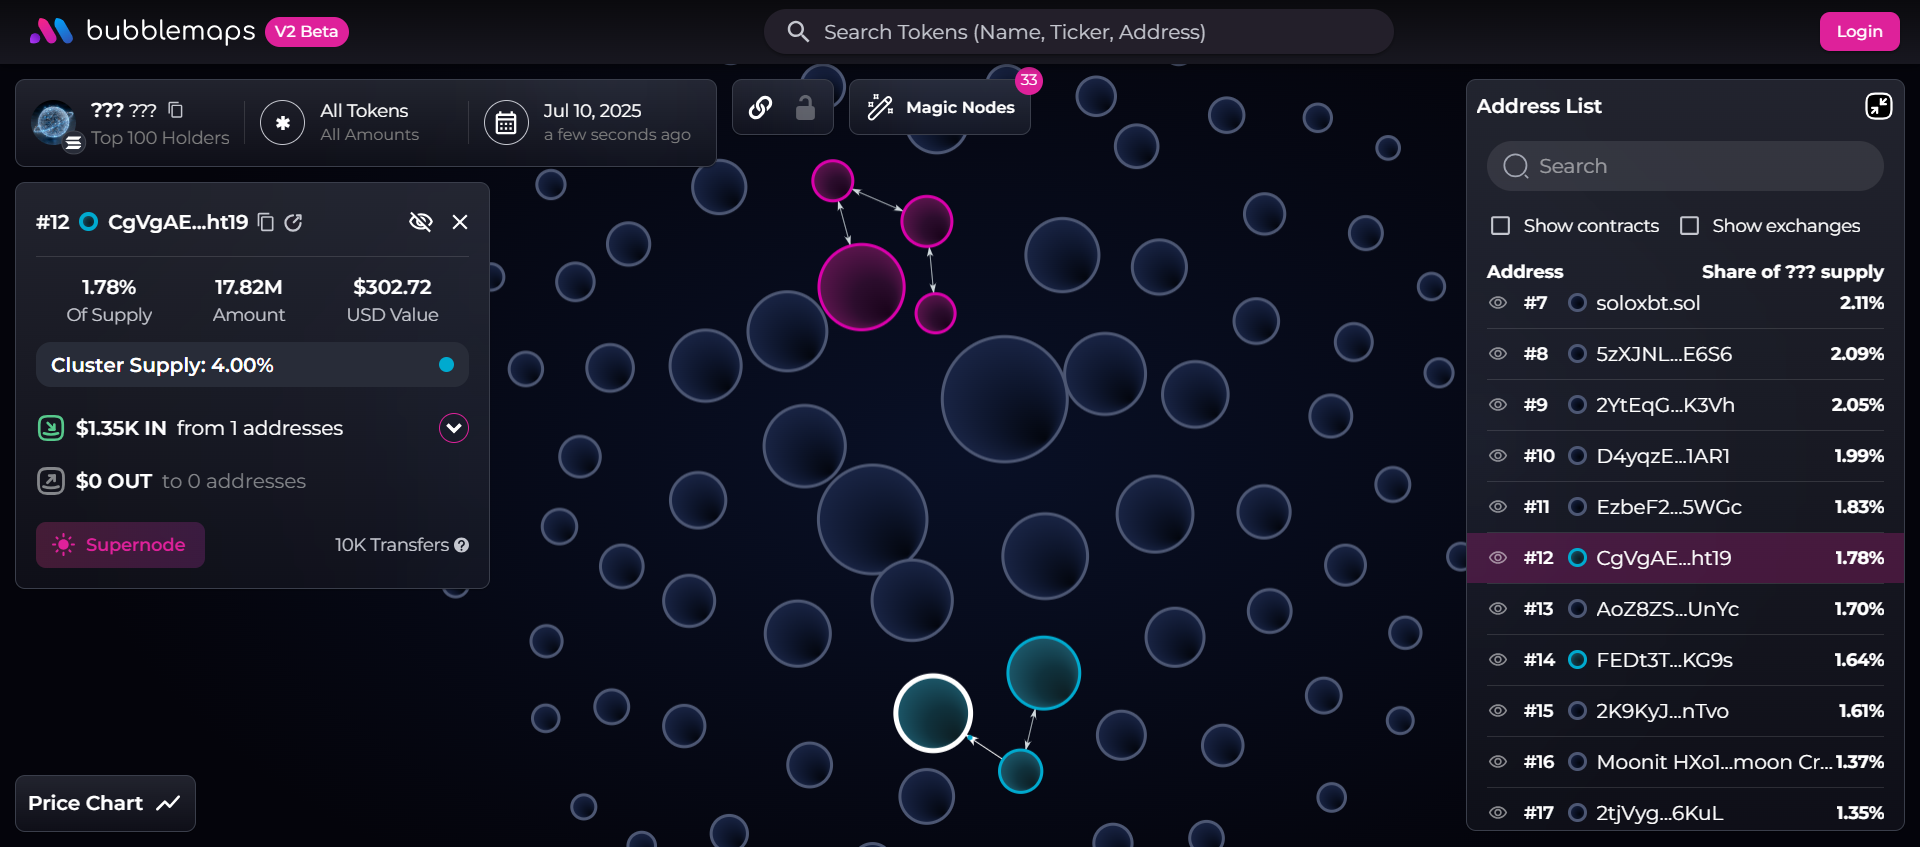 bubblemaps V2 Beta
Search Tokens (Name, Ticker, Address)
Login
??? ???
Top 100 Holders
All Tokens
All Amounts
Jul 10, 2025
a few seconds ago
Magic Nodes
33
#12 CgVgAE...ht19
1.78% 17.82M $302.72
Of Supply Amount USD Value
Cluster Supply: 4.00%
$1.35K IN from 1 addresses
$0 OUT to 0 addresses
Supernode 10K Transfers ?
Price Chart
Address List
Search
Show contracts Show exchanges
Address Share of ??? supply
#7 soloxbt.sol 2.11%
#8 5zXJNL...E6S6 2.09%
#9 2YtEqG...K3Vh 2.05%
#10 D4yqzE...1AR1 1.99%
#11 EzbeF2...5WGc 1.83%
#12 CgVgAE...ht19 1.78%
#13 AoZ8ZS...UnYc 1.70%
#14 FEDt3T...KG9s 1.64%
#15 2K9KyJ...nTvo 1.61%
#16 Moonit HXo1...moon Cr... 1.37%
#17 2tjVyg...6KuL 1.35%